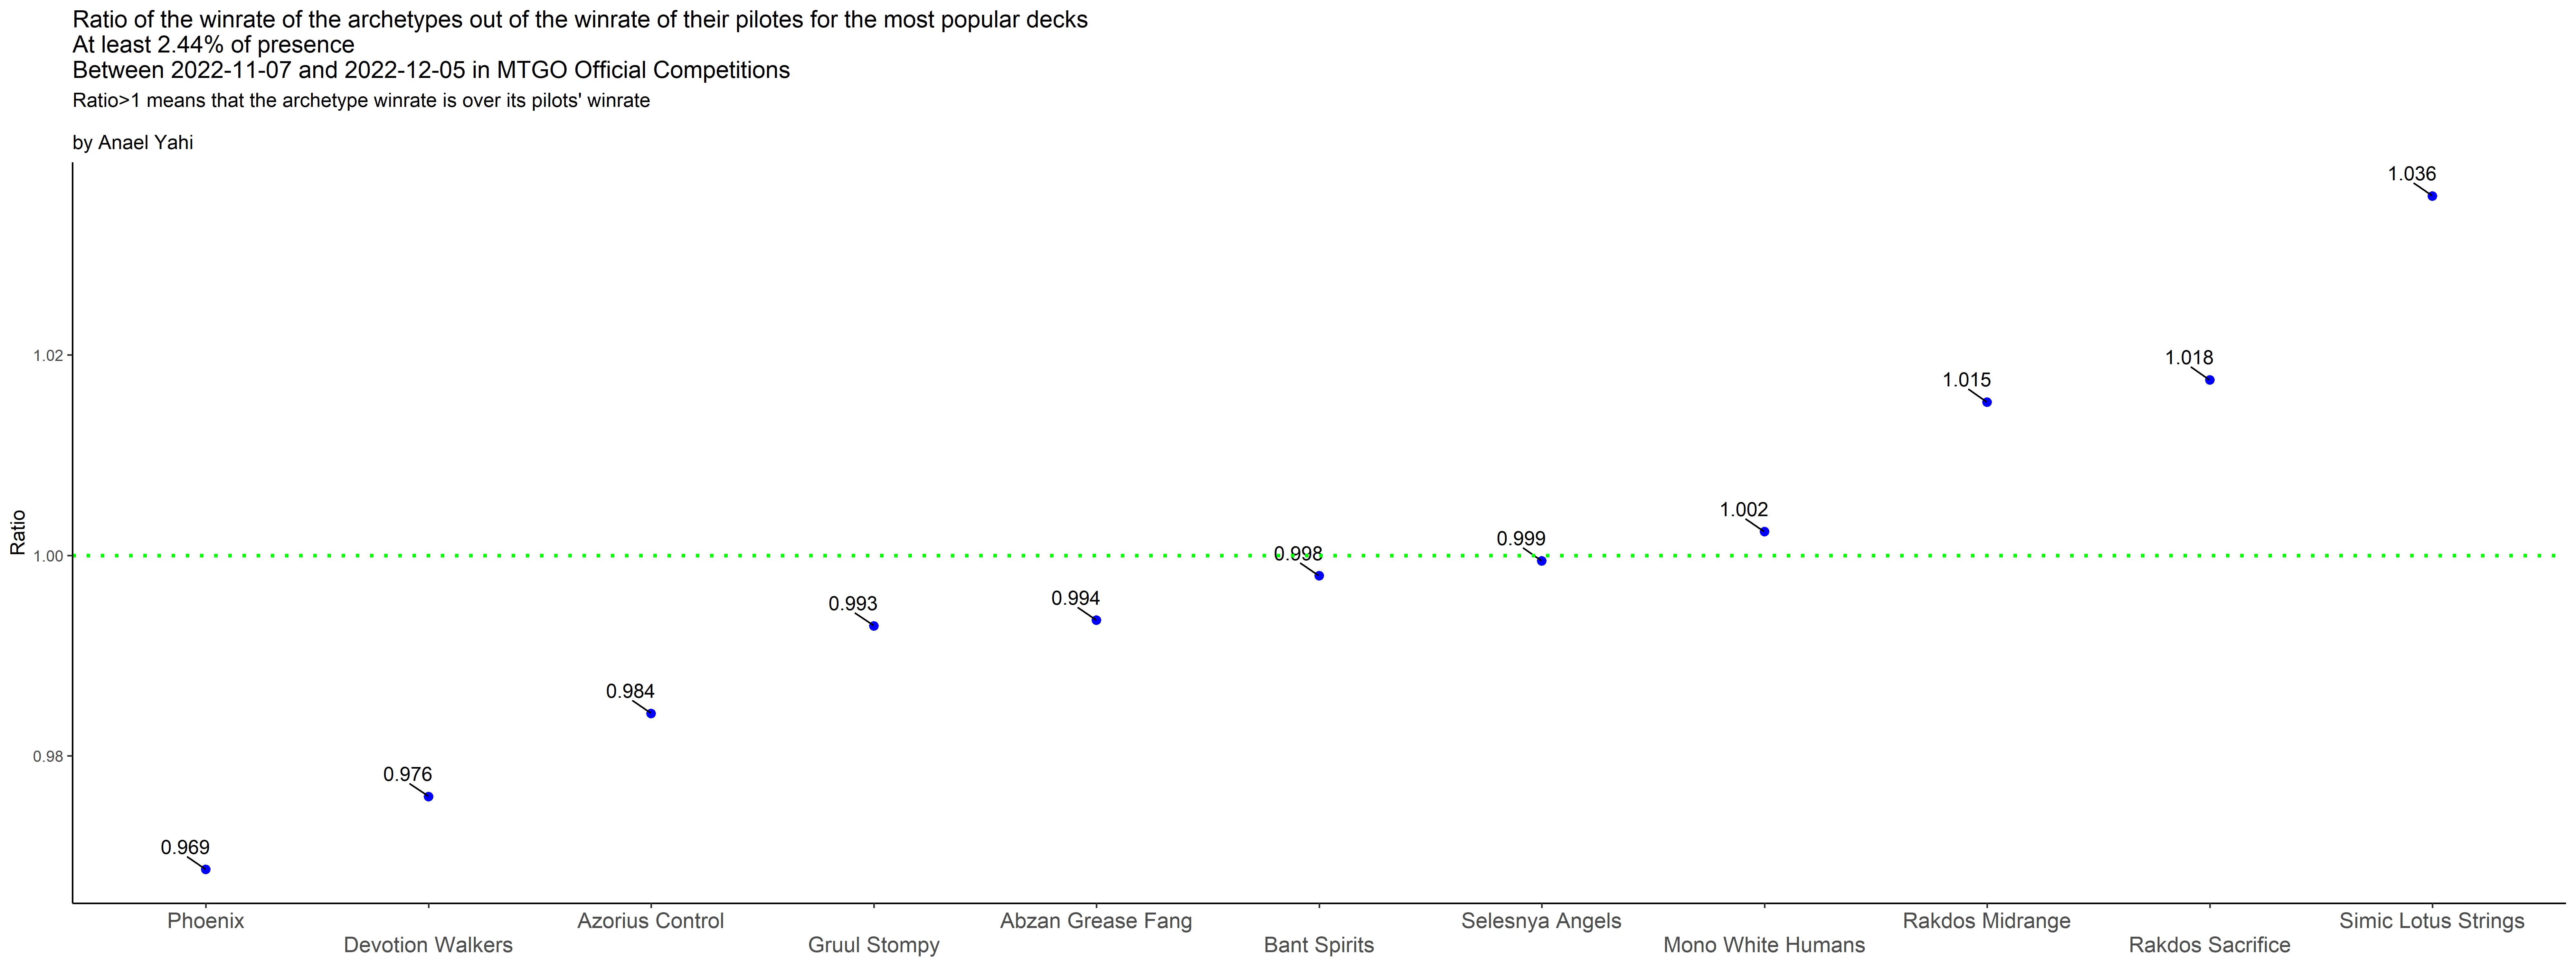 Ratio of the winrate of the archetypes out of the winrate of their pilotes for the most popular decks
At least 2.44% of presence
Between 2022-11-07 and 2022-12-05 in MTGO Official Competitions
Ratio>1 means that the archetype winrate is over its pilots' winrate
by Anael Yahi
1.036
1.02
1.018
1.015
1.002
0.999
0.998
1.00
0.994
0.993
0.984
0.98
0.976
0.969
Ratio
Phoenix
Devotion Walkers
Azorius Control
Gruul Stompy
Abzan Grease Fang
Bant Spirits
Selesnya Angels
Mono White Humans
Rakdos Midrange
Rakdos Sacrifice
Simic Lotus Strings